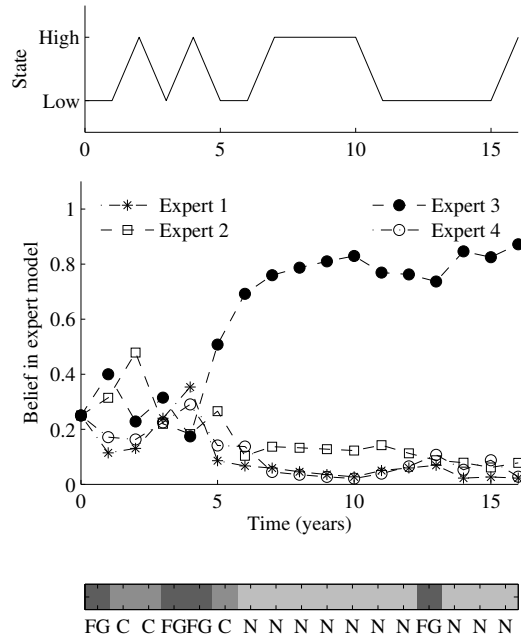 High
State
Low
0 5 10 15
1
Expert 1 Expert 3
Expert 2 Expert 4
0.8
Belief in expert model
0.6
0.4
0.2
0
0 5 10 15
Time (years)
FG C C FG FG C N N N N N N N FG N N N